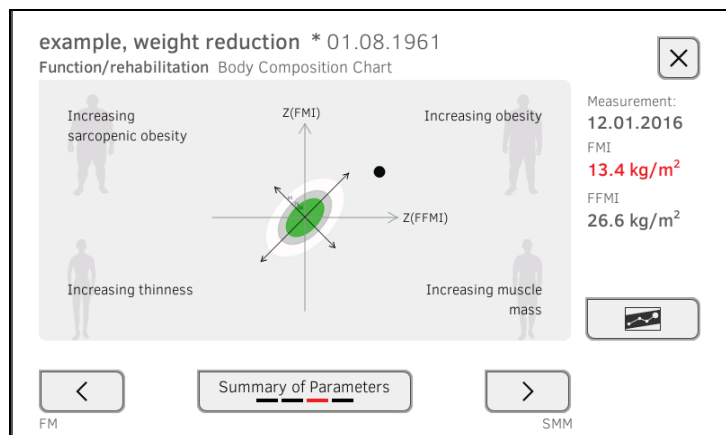 example, weight reduction * 01.08.1961
Function/rehabilitation Body Composition Chart
Increasing
sarcopenic obesity
Z(FMI)
Increasing obesity
Z(FFMI)
Increasing thinness
Increasing muscle
mass
Measurement:
12.01.2016
FMI
13.4 kg/m²
FFMI
26.6 kg/m²
Summary of Parameters
FM
SMM